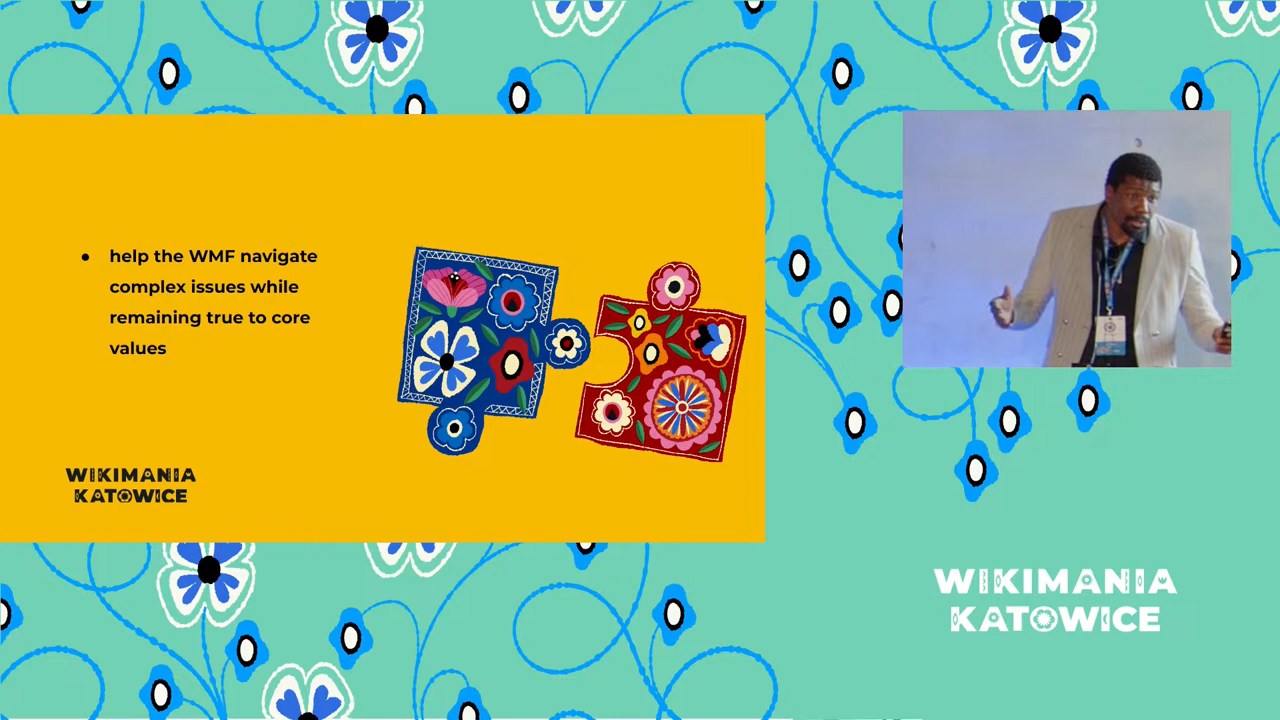 ● help the WMF navigate
complex issues while
remaining true to core
values
WIKIMANIA
KATOWICE
WIKIMANIA
KATOWICE